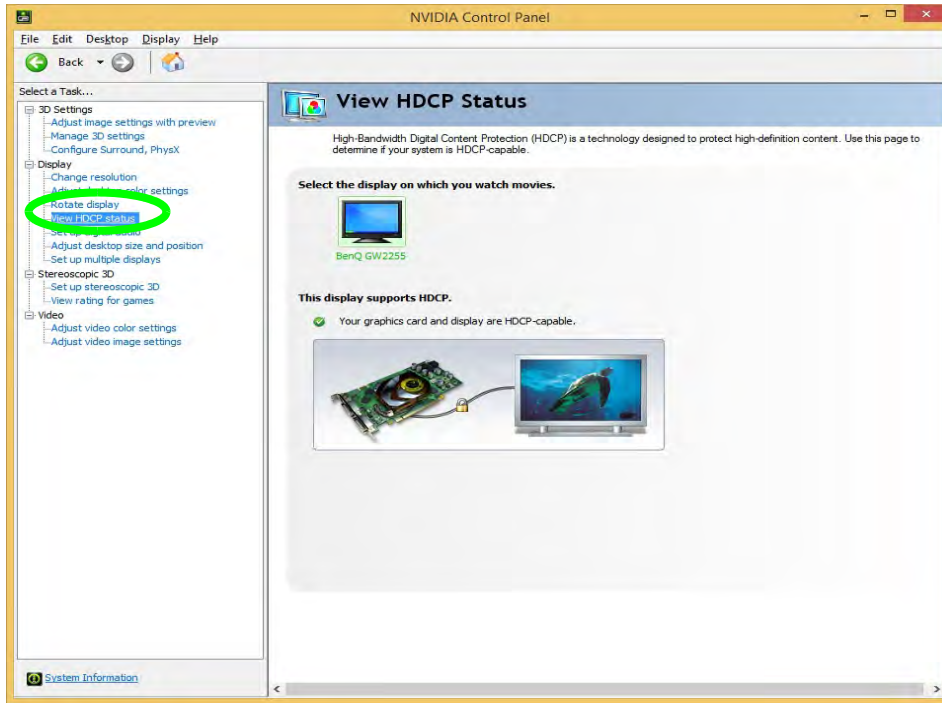 NVIDIA Control Panel
File Edit Desktop Display Help
Back
Select a Task...
3D Settings
Adjust image settings with preview
Manage 3D settings
Configure Surround, PhysX
Display
Change resolution
Adjust desktop color settings
Rotate display
View HDCP status
Set up digital audio
Adjust desktop size and position
Set up multiple displays
Stereoscopic 3D
Set up stereoscopic 3D
View rating for games
Video
Adjust video color settings
Adjust video image settings
System Information
View HDCP Status
High-Bandwidth Digital Content Protection (HDCP) is a technology designed to protect high-definition content. Use this page to
determine if your system is HDCP-capable.
Select the display on which you watch movies.
BenQ GW2255
This display supports HDCP.
Your graphics card and display are HDCP-capable.